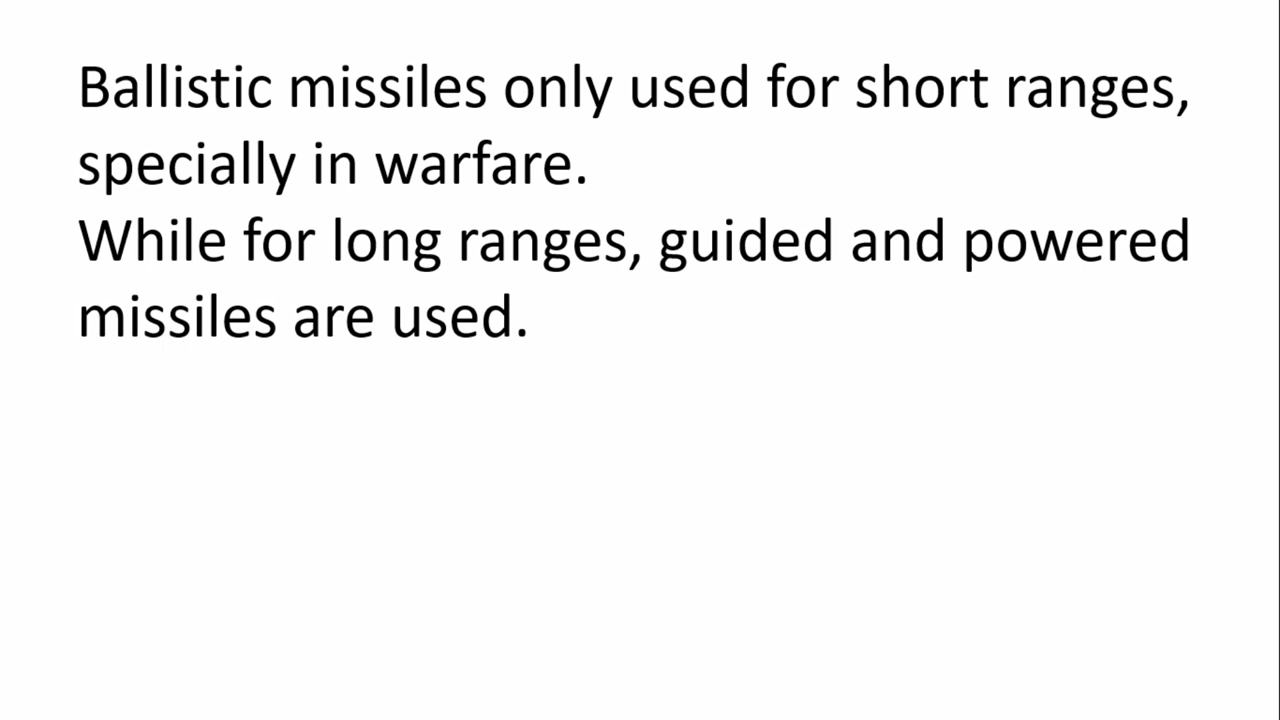 Ballistic missiles only used for short ranges,
specially in warfare.
While for long ranges, guided and powered
missiles are used.